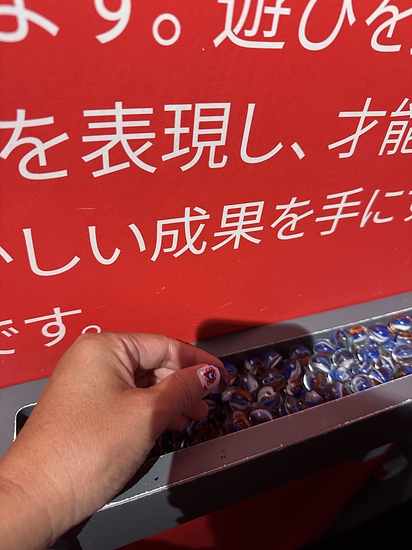 ます。遊びを
を表現し、才能
かしい成果を手に
です。